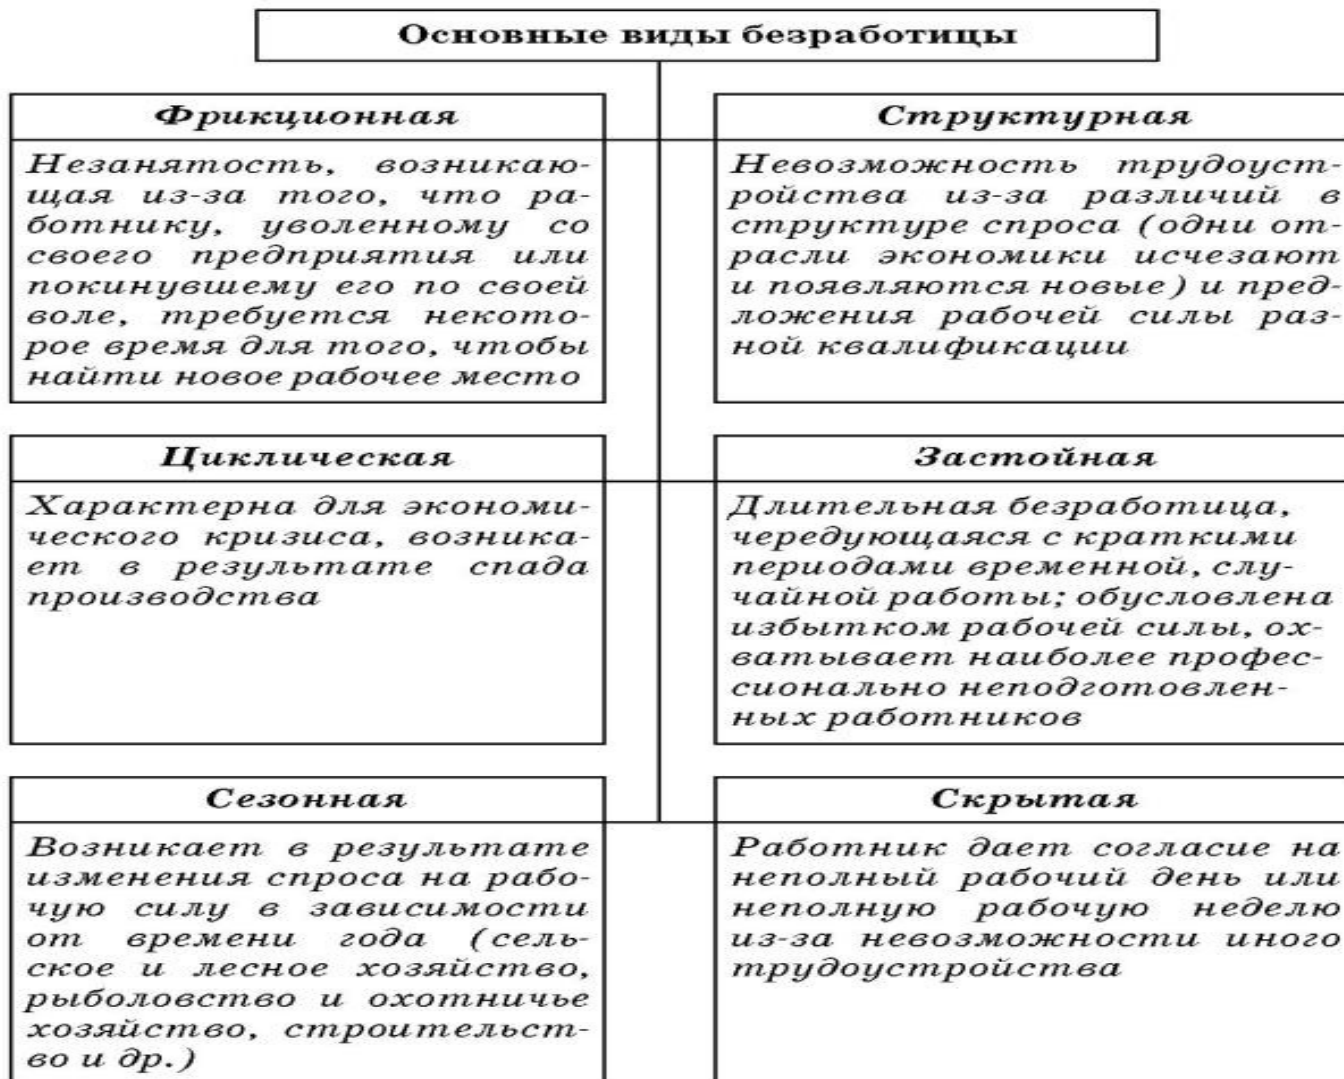 Основные виды безработицы
Фрикционная
Незанятость, возникаю-
щая из-за того, что ра-
ботнику, уволенному со
своего предприятия или
покинувшему его по своей
воле, требуется некото-
рое время для того, чтобы
найти новое рабочее место
Структурная
Невозможность трудоуст-
ройства из-за различий в
структуре спроса (одни от-
расли экономики исчезают
и появляются новые) и пред-
ложения рабочей силы раз-
ной квалификации
Циклическая
Характерна для экономи-
ческого кризиса, возника-
ет в результате спада
производства
Застойная
Длительная безработица,
чередующаяся с краткими
периодами временной, слу-
чайной работы; обусловлена
избытком рабочей силы, ох-
ватывает наиболее профес-
сионально неподготовлен-
ных работников
Сезонная
Возникает в результате
изменения спроса на рабо-
чую силу в зависимости
от времени года (сель-
ское и лесное хозяйство,
рыболовство и охотничье
хозяйство, строительст-
во и др.)
Скрытая
Работник дает согласие на
неполный рабочий день или
неполную рабочую неделю
из-за невозможности иного
трудоустройства